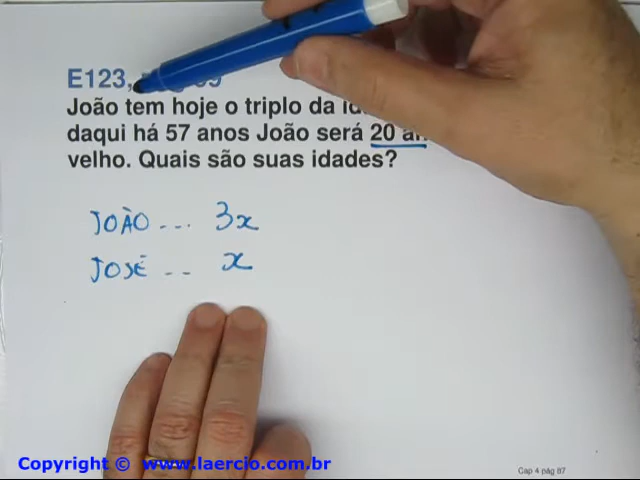 E123,
João tem hoje o triplo da
daqui há 57 anos João será 20
velho. Quais são suas idades?
JOÃO ... 3x
JOSÉ .. x
Copyright © www.laercio.com.br
Cap 4 pág 87